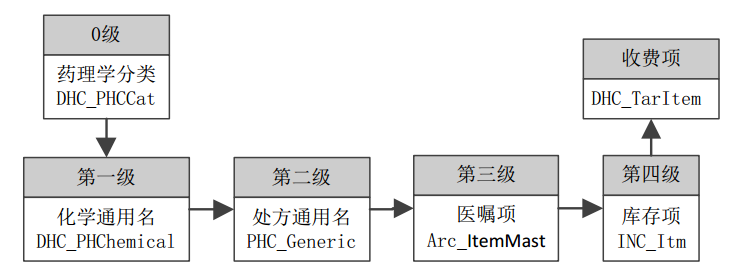 0级
药理学分类
DHC_PHCCat
收费项
DHC_TarItem
第一级
化学通用名
DHC_PHChemical
第二级
处方通用名
PHC_Generic
第三级
医嘱项
Arc_ItemMast
第四级
库存项
INC_Itm